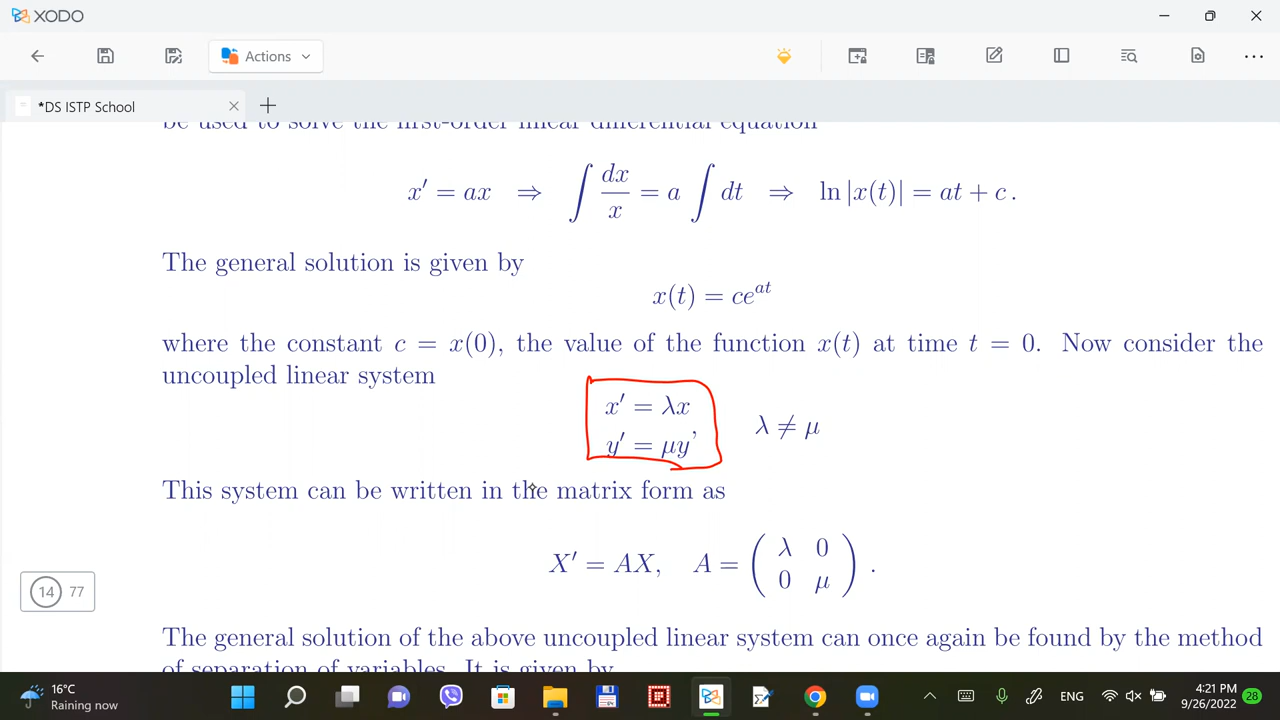 XODO
Actions
*DS ISTP School
be used to solve the first-order linear differential equation
x′ = ax ⇒ ∫ dx/x = a ∫ dt ⇒ ln |x(t)| = at + c .
The general solution is given by
x(t) = ce^{at}
where the constant c = x(0), the value of the function x(t) at time t = 0. Now consider the
uncoupled linear system
x′ = λx
y′ = μy , λ ≠ μ
This system can be written in the matrix form as
X′ = AX, A = ( λ 0
0 μ ) .
14 77
The general solution of the above uncoupled linear system can once again be found by the method
of separation of variables. It is given by
16°C
Raining now
ENG
4:21 PM
9/26/2022
28